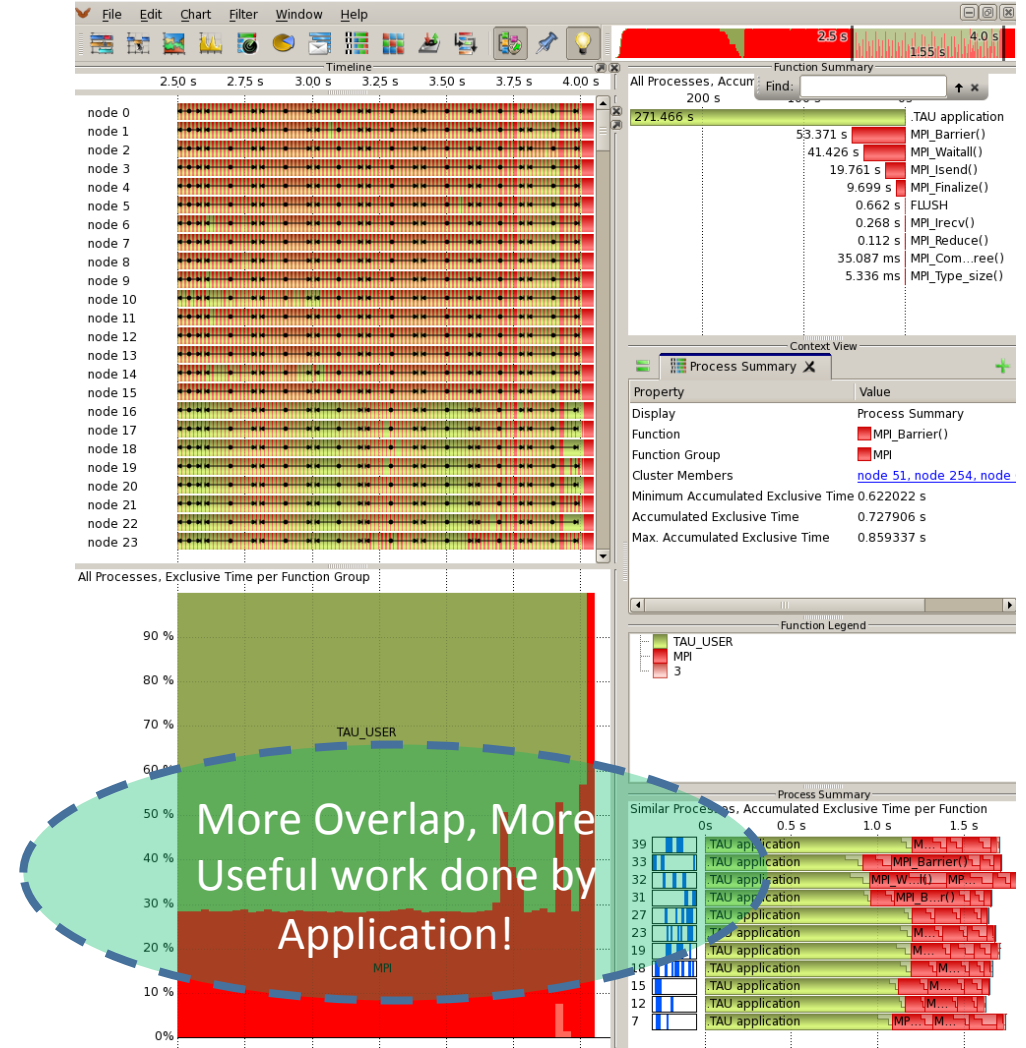 File Edit Chart Filter Window Help
2.5 s 4.0 s
1.55 s
Timeline
2.50 s 2.75 s 3.00 s 3.25 s 3.50 s 3.75 s 4.00 s
node 0
node 1
node 2
node 3
node 4
node 5
node 6
node 7
node 8
node 9
node 10
node 11
node 12
node 13
node 14
node 15
node 16
node 17
node 18
node 19
node 20
node 21
node 22
node 23
Function Summary
All Processes, Accum
Find:
200 s
271.466 s .TAU application
53.371 s MPI_Barrier()
41.426 s MPI_Waitall()
19.761 s MPI_Isend()
9.699 s MPI_Finalize()
0.662 s FLUSH
0.268 s MPI_Irecv()
0.112 s MPI_Reduce()
35.087 ms MPI_Com...ree()
5.336 ms MPI_Type_size()
Context View
Process Summary
Property Value
Display Process Summary
Function MPI_Barrier()
Function Group MPI
Cluster Members node 51, node 254, node
Minimum Accumulated Exclusive Time 0.622022 s
Accumulated Exclusive Time 0.727906 s
Max. Accumulated Exclusive Time 0.859337 s
Function Legend
TAU_USER
MPI
3
All Processes, Exclusive Time per Function Group
90 %
80 %
70 %
TAU_USER
60 %
50 %
40 %
30 %
20 %
MPI
10 %
0%
More Overlap, More
Useful work done by
Application!
Process Summary
Similar Processes, Accumulated Exclusive Time per Function
0s 0.5 s 1.0 s 1.5 s
39 .TAU application M...
33 .TAU application MPI_Barrier()
32 .TAU application MPI_W...l() MP...
31 .TAU application MPI_B...r()
27 .TAU application
23 .TAU application M...
19 .TAU application M...
18 .TAU application M...
15 .TAU application M...
12 .TAU application M...
7 .TAU application MP... M...